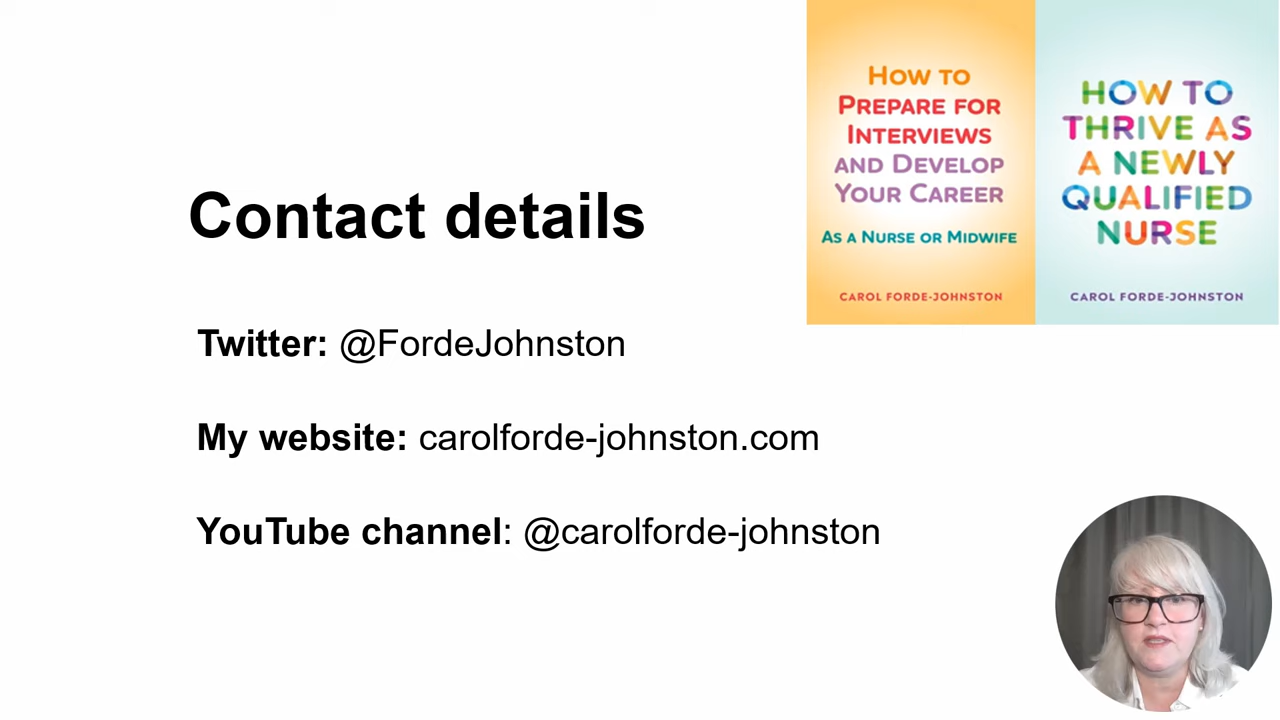 Contact details
Twitter: @FordeJohnston
My website: carolforde-johnston.com
YouTube channel: @carolforde-johnston
HOW TO
PREPARE FOR
INTERVIEWS
AND DEVELOP
YOUR CAREER
AS A NURSE OR MIDWIFE
CAROL FORDE-JOHNSTON
HOW TO
THRIVE AS
A NEWLY
QUALIFIED
NURSE
CAROL FORDE-JOHNSTON